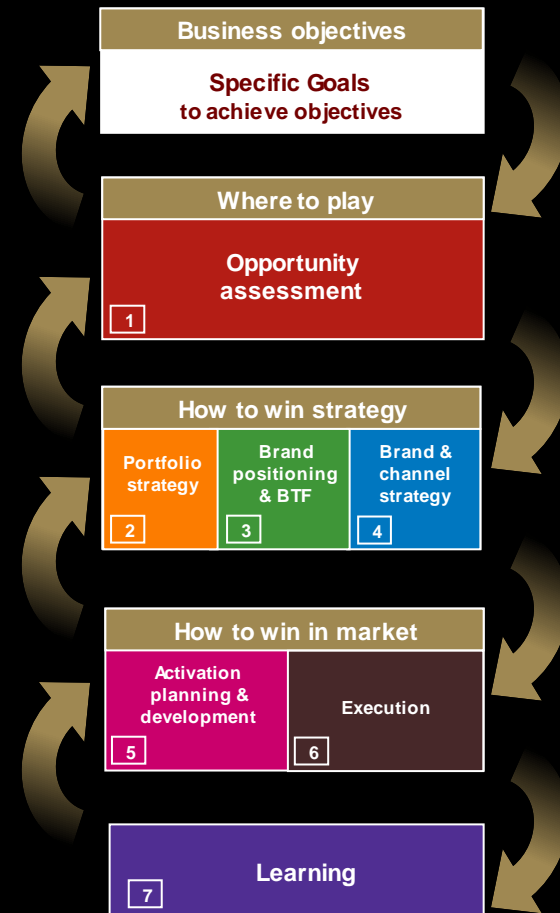 Business objectives
Specific Goals
to achieve objectives
Where to play
Opportunity
assessment
1
How to win strategy
Portfolio
strategy
2
Brand
positioning
& BTF
3
Brand &
channel
strategy
4
How to win in market
Activation
planning &
development
5
Execution
6
Learning
7